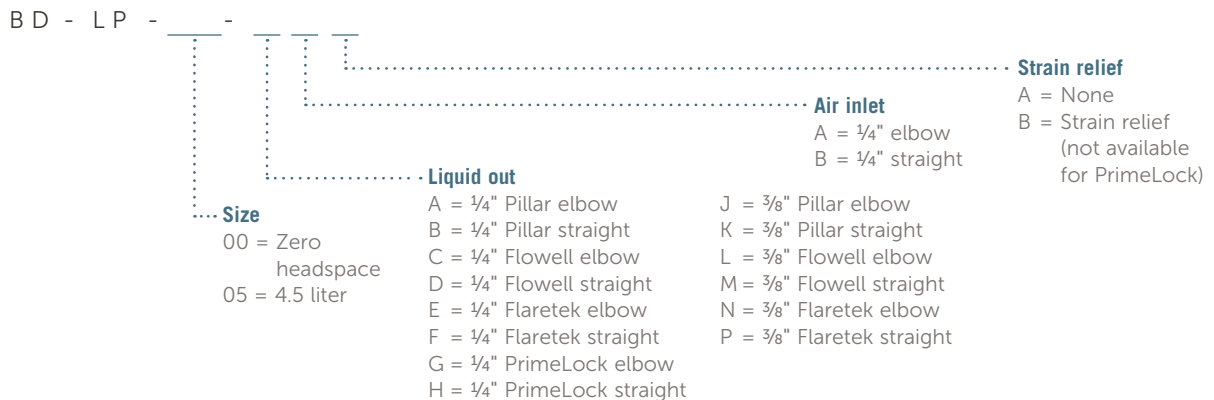 BD - LP - ___ - _ _ _
Strain relief
A = None
B = Strain relief
(not available
for PrimeLock)
Air inlet
A = ¼" elbow
B = ¼" straight
Liquid out
A = ¼" Pillar elbow
B = ¼" Pillar straight
C = ¼" Flowell elbow
D = ¼" Flowell straight
E = ¼" Flaretek elbow
F = ¼" Flaretek straight
G = ¼" PrimeLock elbow
H = ¼" PrimeLock straight
J = ⅜" Pillar elbow
K = ⅜" Pillar straight
L = ⅜" Flowell elbow
M = ⅜" Flowell straight
N = ⅜" Flaretek elbow
P = ⅜" Flaretek straight
Size
00 = Zero
headspace
05 = 4.5 liter